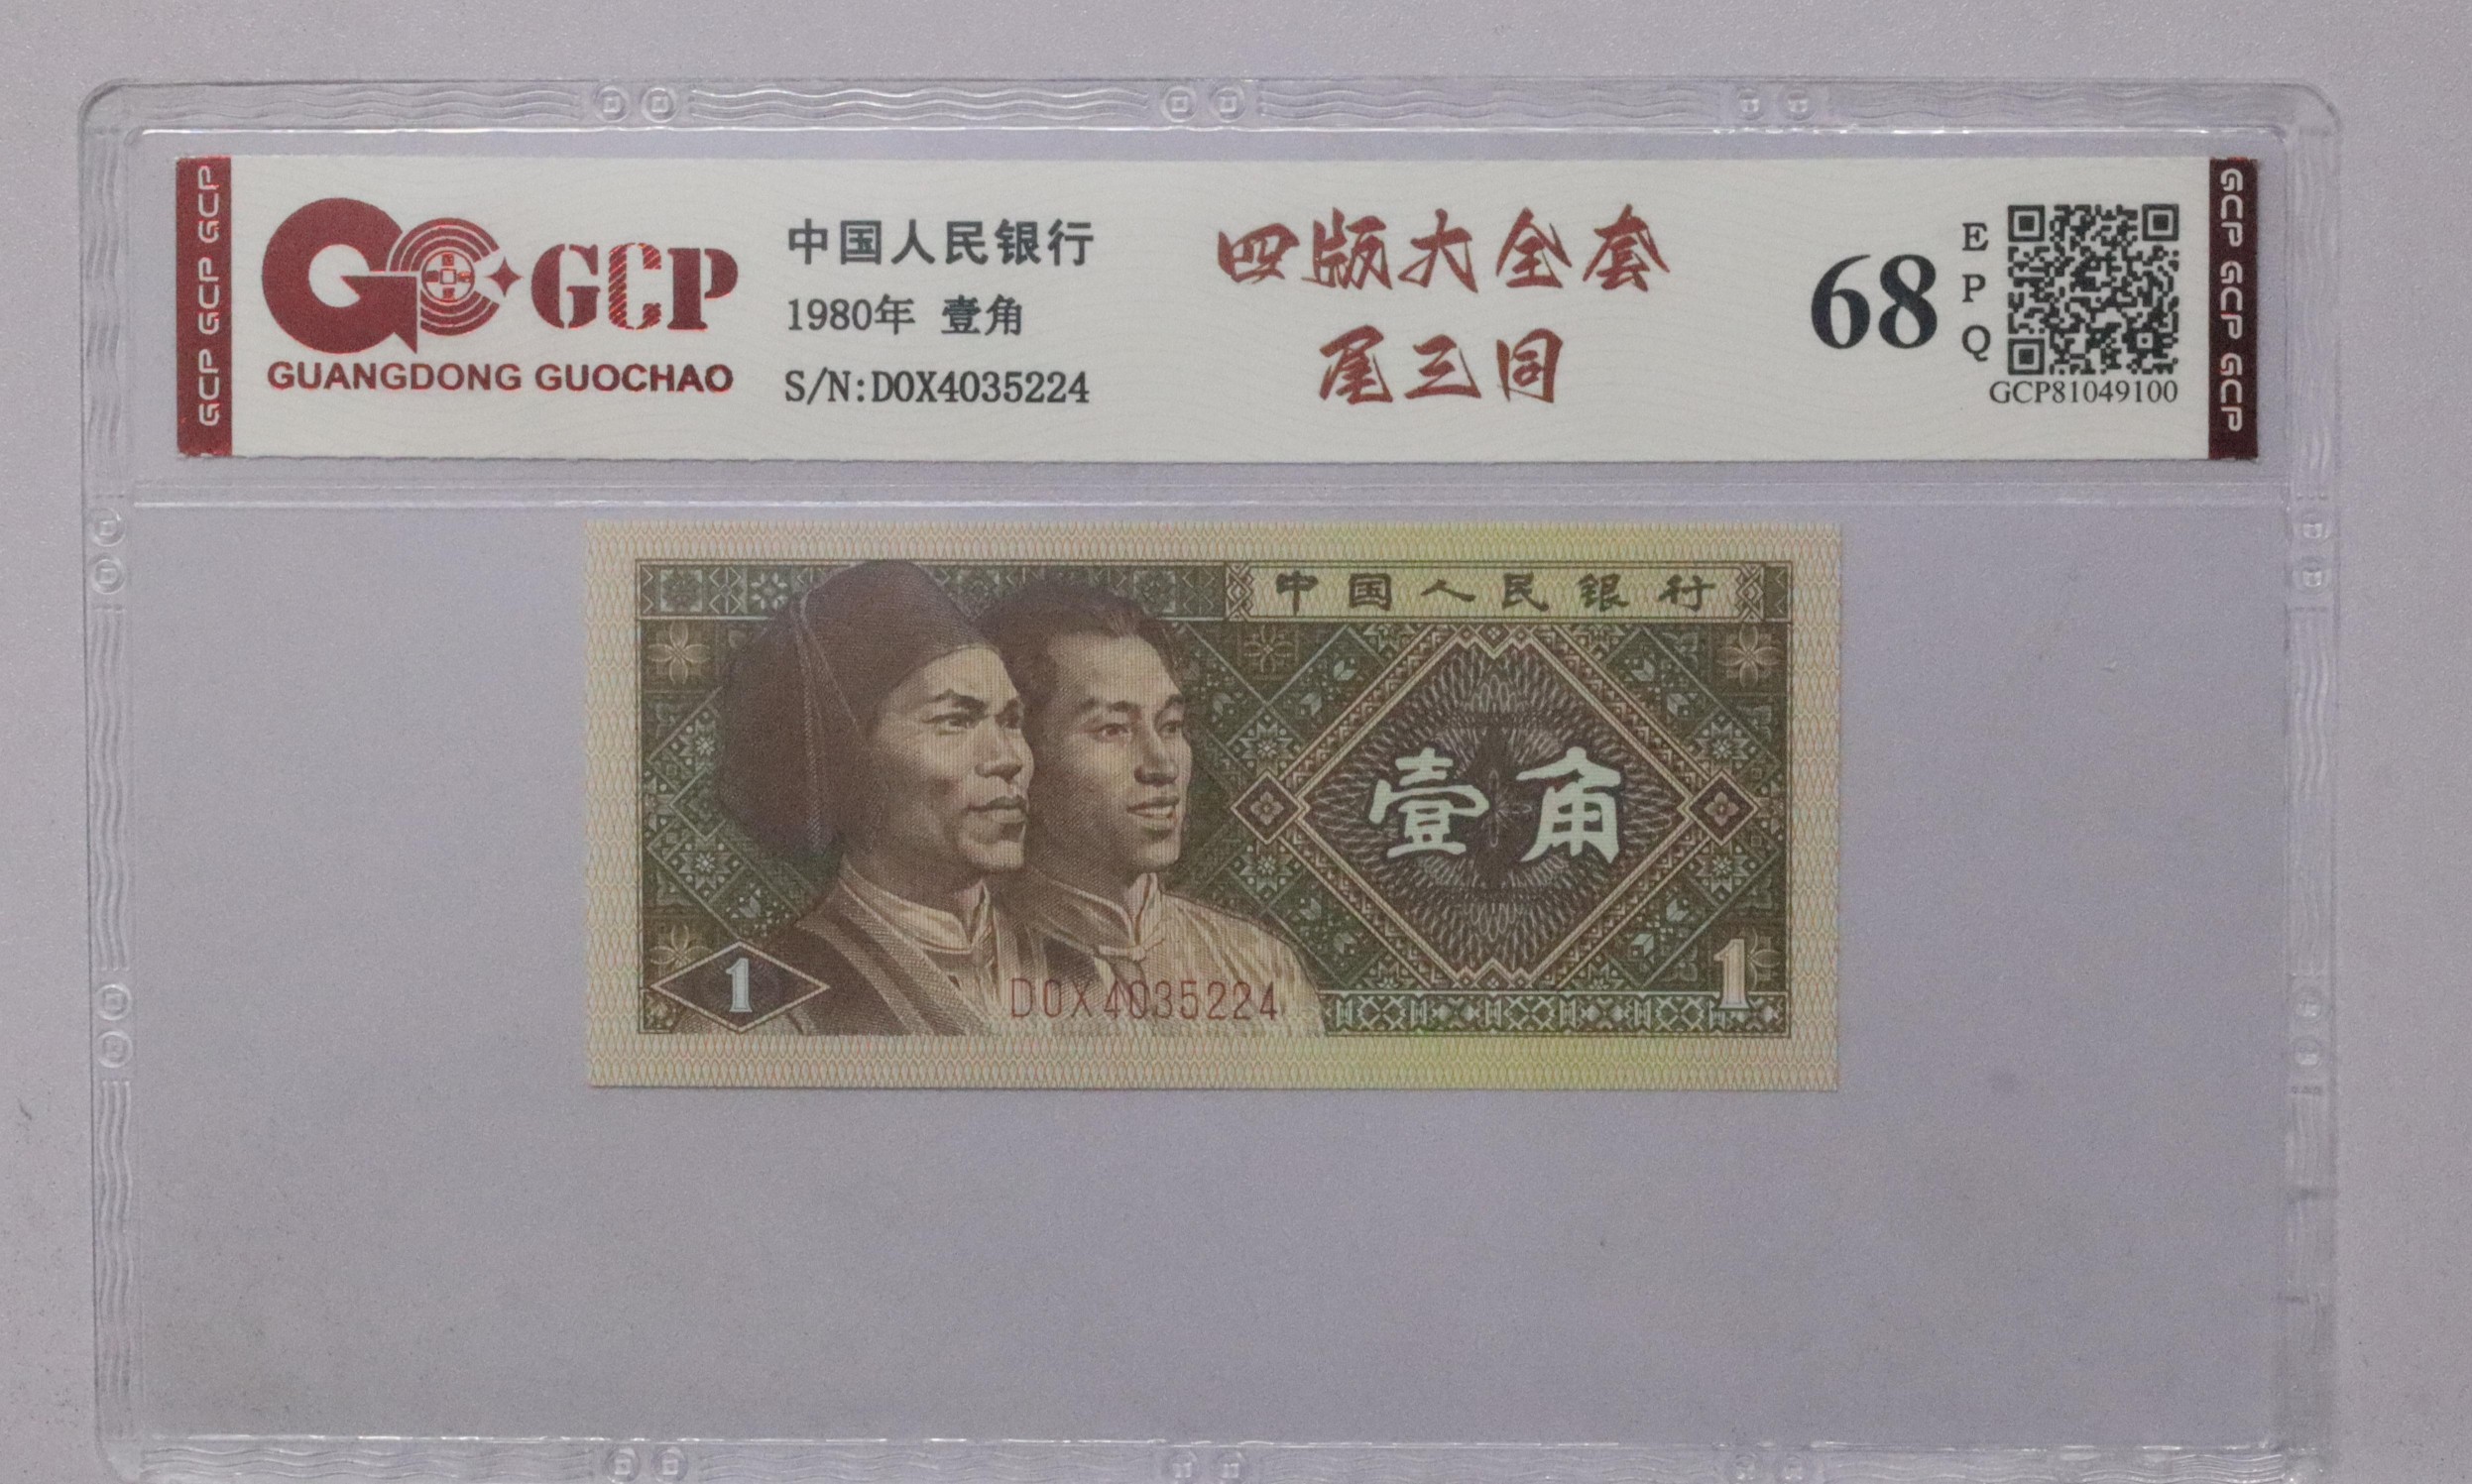 GCP GCP GCP
GCP
GUANGDONG GUOCHAO
中国人民银行
1980年 壹角
S/N:D0X4035224
四版大全套
尾三同
68
EPQ
GCP81049100
GCP GCP GCP
中国人民银行
壹角
1
D0X4035224
1